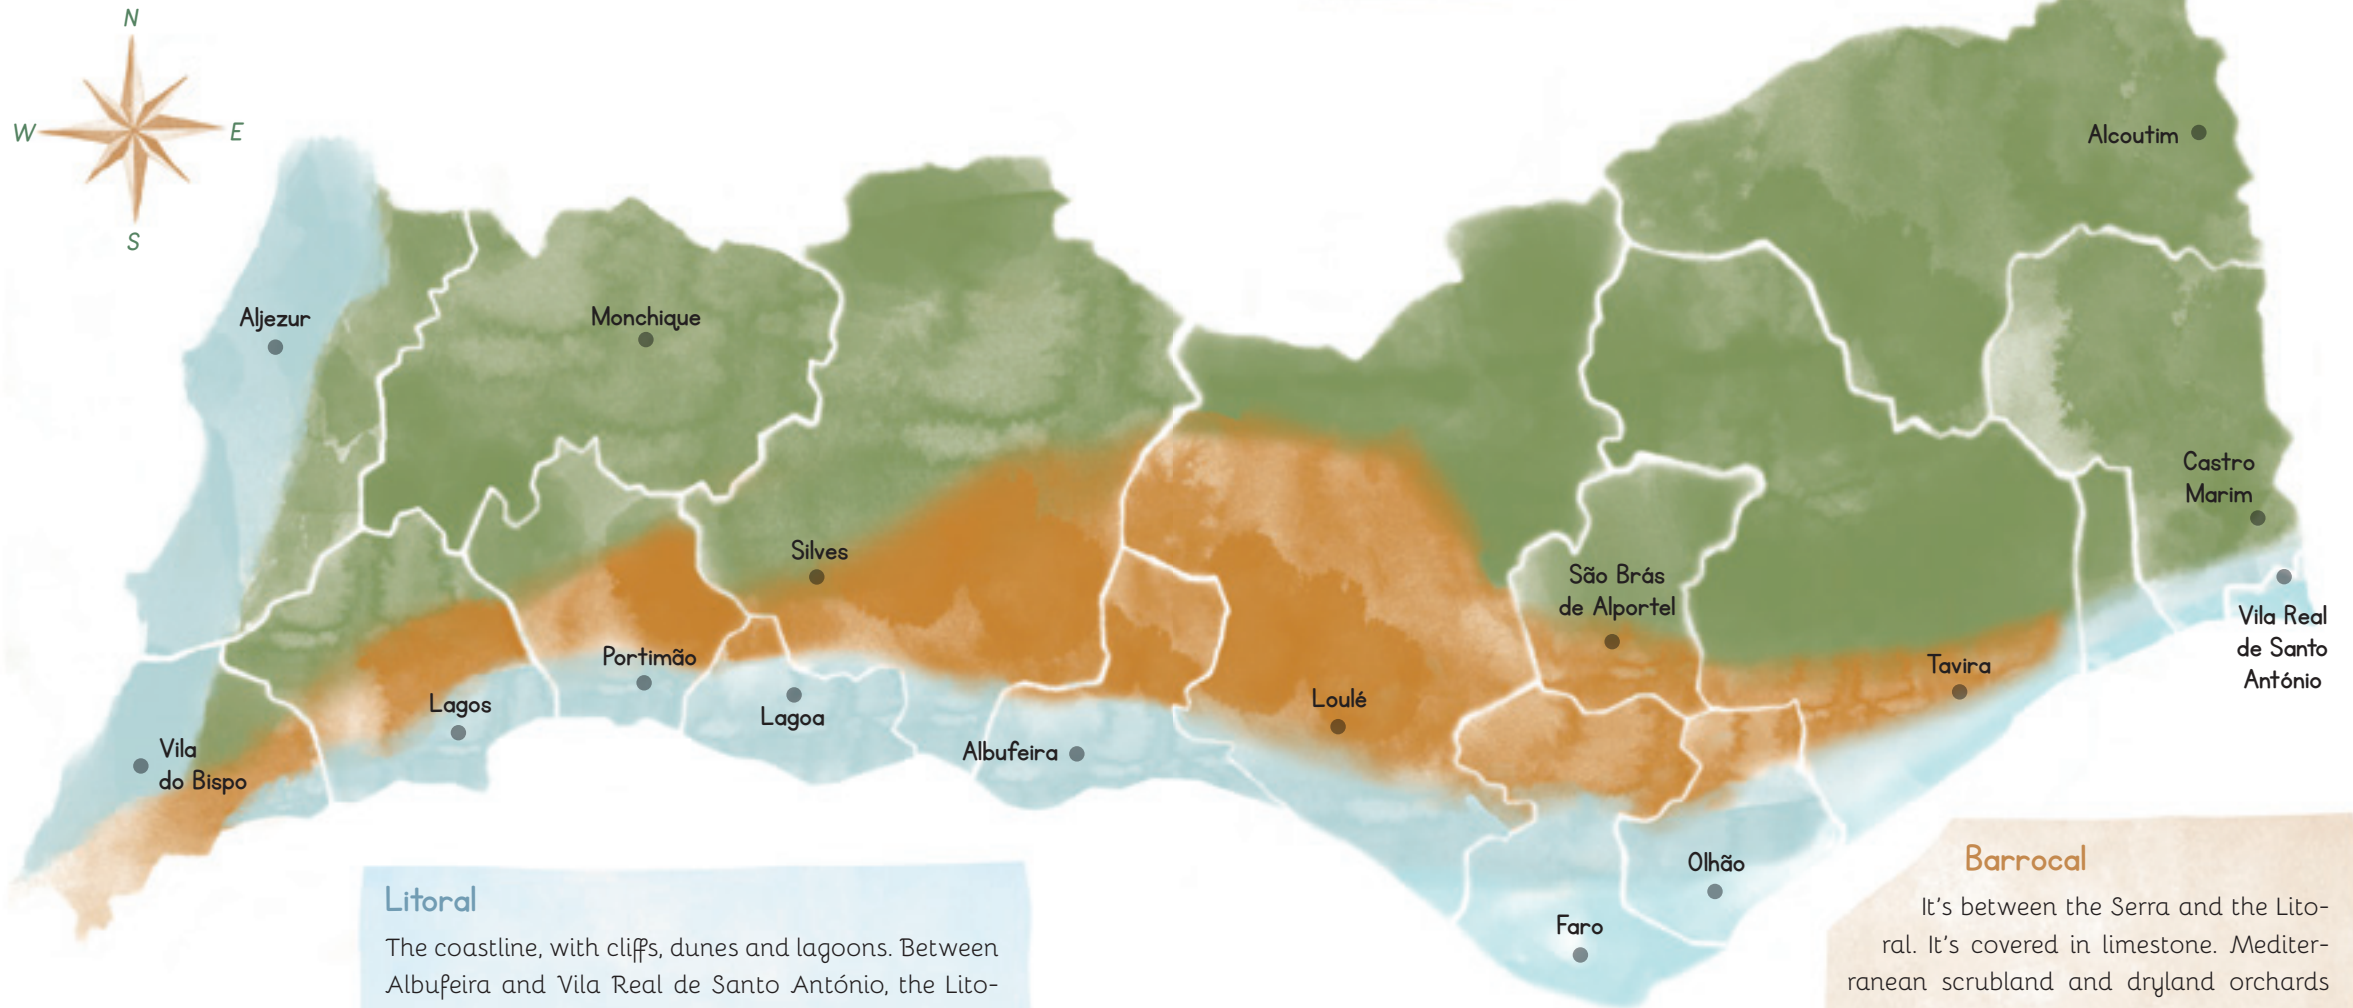 N
W
E
S
Alcoutim
Aljezur
Monchique
Castro
Marim
Silves
São Brás
de Alportel
Vila Real
de Santo
António
Portimão
Tavira
Lagos
Lagoa
Loulé
Albufeira
Vila
do Bispo
Olhão
Faro
Litoral
The coastline, with cliffs, dunes and lagoons. Between
Albufeira and Vila Real de Santo António, the Lito-
Barrocal
It's between the Serra and the Lito-
ral. It's covered in limestone. Mediter-
ranean scrubland and dryland orchards